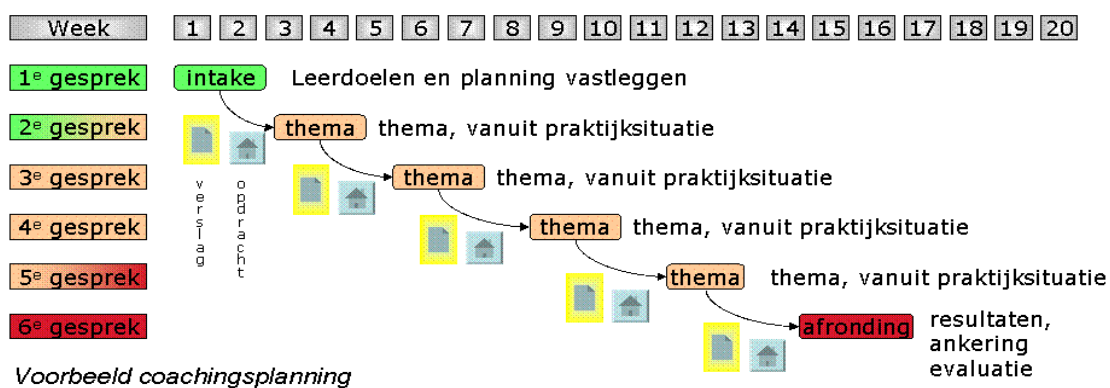 Week 1 2 3 4 5 6 7 8 9 10 11 12 13 14 15 16 17 18 19 20
1e gesprek intake Leerdoelen en planning vastleggen
2e gesprek thema thema, vanuit praktijksituatie
3e gesprek thema thema, vanuit praktijksituatie
verslag
opdracht
4e gesprek thema thema, vanuit praktijksituatie
5e gesprek thema thema, vanuit praktijksituatie
6e gesprek afronding resultaten,
ankering
evaluatie
Voorbeeld coachingsplanning